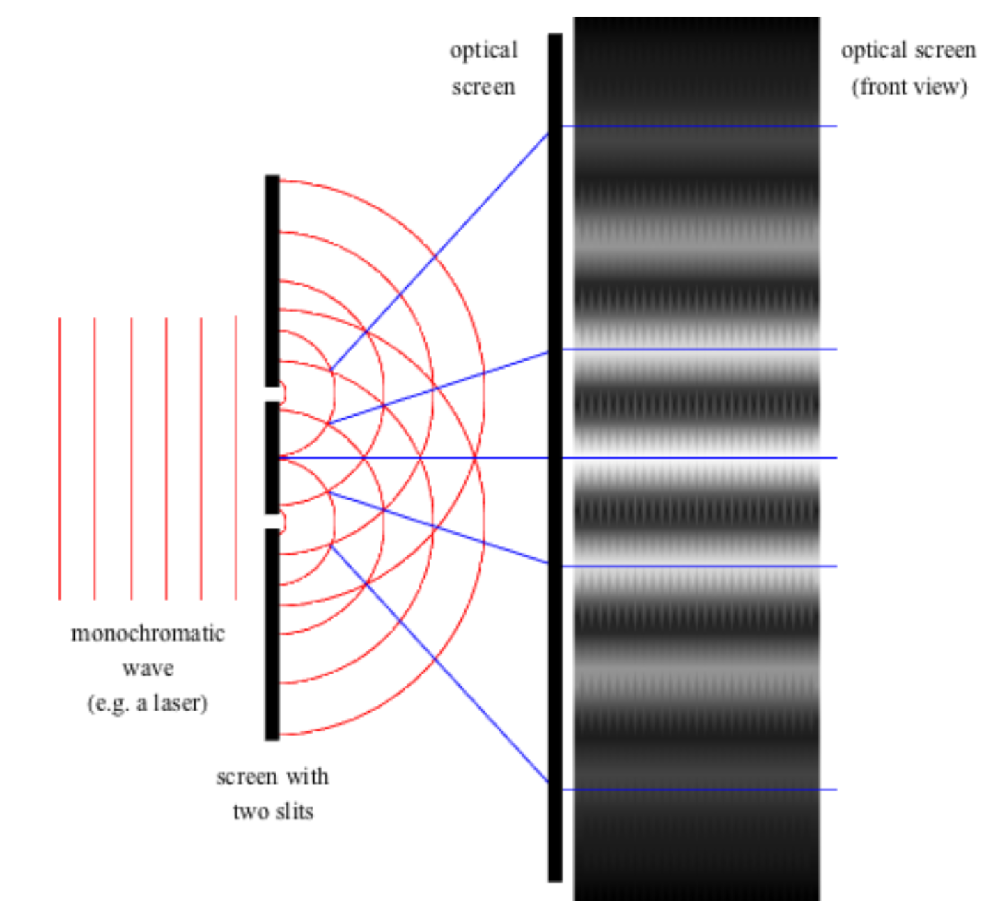 optical
screen
optical screen
(front view)
monochromatic
wave
(e.g. a laser)
screen with
two slits